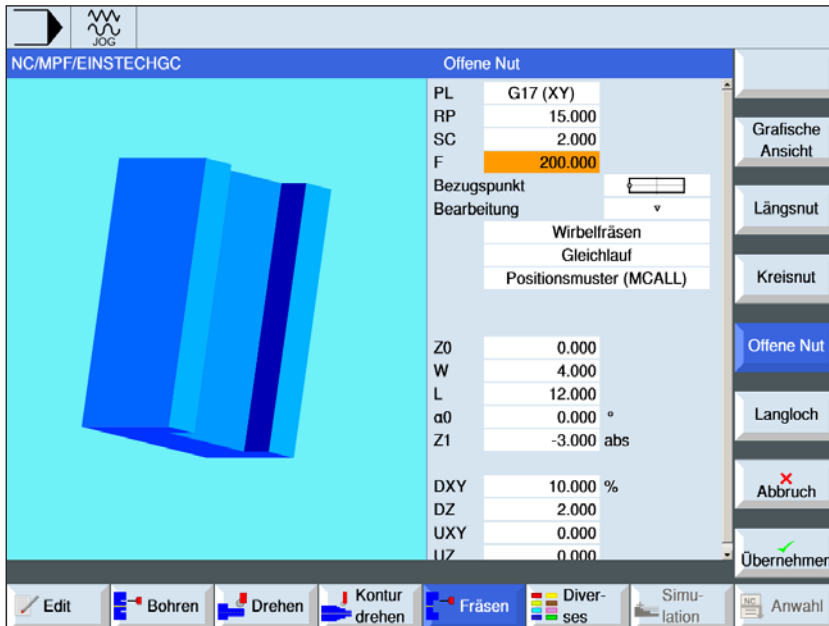 JOG
NC/MPF/EINSTECHGC
Offene Nut
PL G17 (XY)
RP 15.000
SC 2.000
F 200.000
Bezugspunkt
Bearbeitung
Wirbelfräsen
Gleichlauf
Positionsmuster (MCALL)
Z0 0.000
W 4.000
L 12.000
α0 0.000 °
Z1 -3.000 abs
DXY 10.000 %
DZ 2.000
UXY 0.000
UZ 0.000
Grafische
Ansicht
Längsnut
Kreisnut
Offene Nut
Langloch
Abbruch
Übernehmen
Edit
Bohren
Drehen
Kontur
drehen
Fräsen
Diver-
ses
Simu-
lation
NC
Anwahl